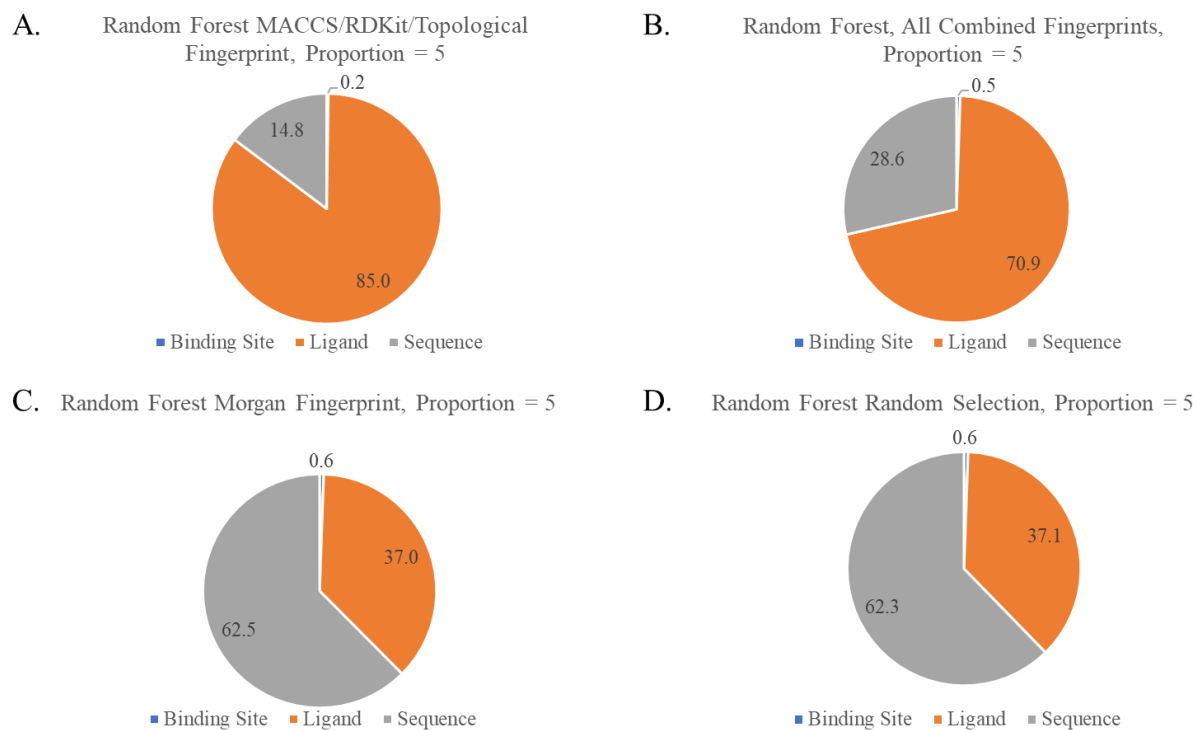 A.
Random Forest MACCS/RDKit/Topological
Fingerprint, Proportion = 5
0.2
14.8
85.0
Binding Site Ligand Sequence
B.
Random Forest, All Combined Fingerprints,
Proportion = 5
0.5
28.6
70.9
Binding Site Ligand Sequence
C.
Random Forest Morgan Fingerprint, Proportion = 5
0.6
37.0
62.5
Binding Site Ligand Sequence
D.
Random Forest Random Selection, Proportion = 5
0.6
37.1
62.3
Binding Site Ligand Sequence